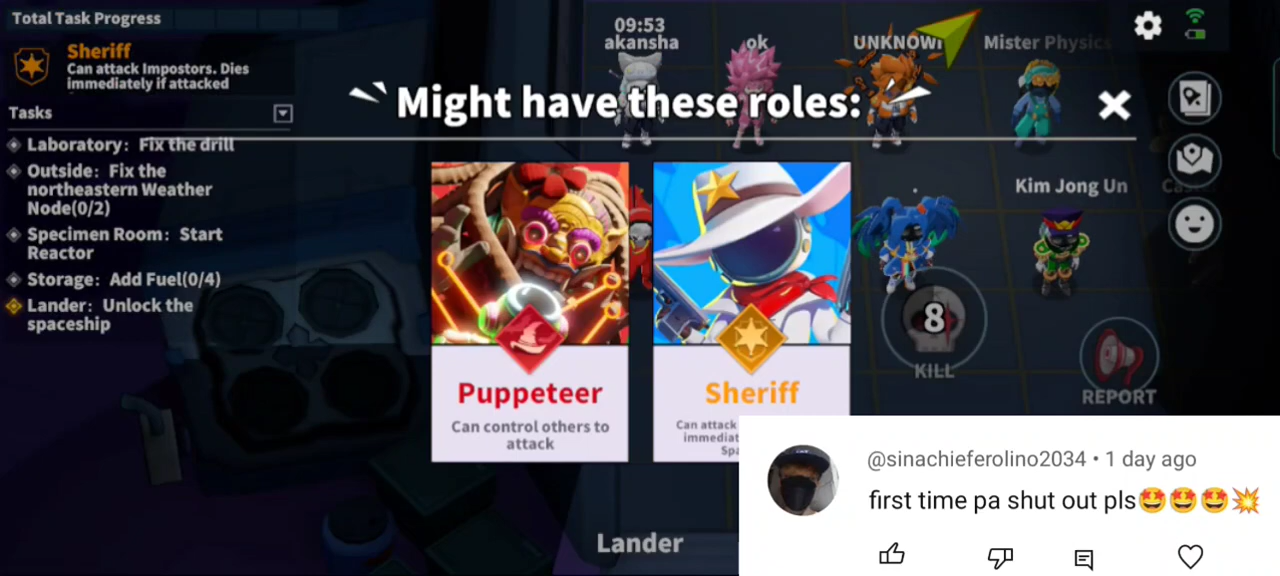 Total Task Progress
Sheriff
Can attack Impostors. Dies
immediately if attacked
Tasks
Laboratory: Fix the drill
Outside: Fix the
northeastern Weather
Node(0/2)
Specimen Room: Start
Reactor
Storage: Add Fuel(0/4)
Lander: Unlock the
spaceship
09:53
akansha
ok
UNKNOW
Mister Physics
Might have these roles:
Kim Jong Un
Puppeteer
Can control others to
attack
Sheriff
Can attack
immediat
Spa
8
KILL
REPORT
Lander
@sinachieferolino2034 • 1 day ago
first time pa shut out pls🤩🤩🤩💥